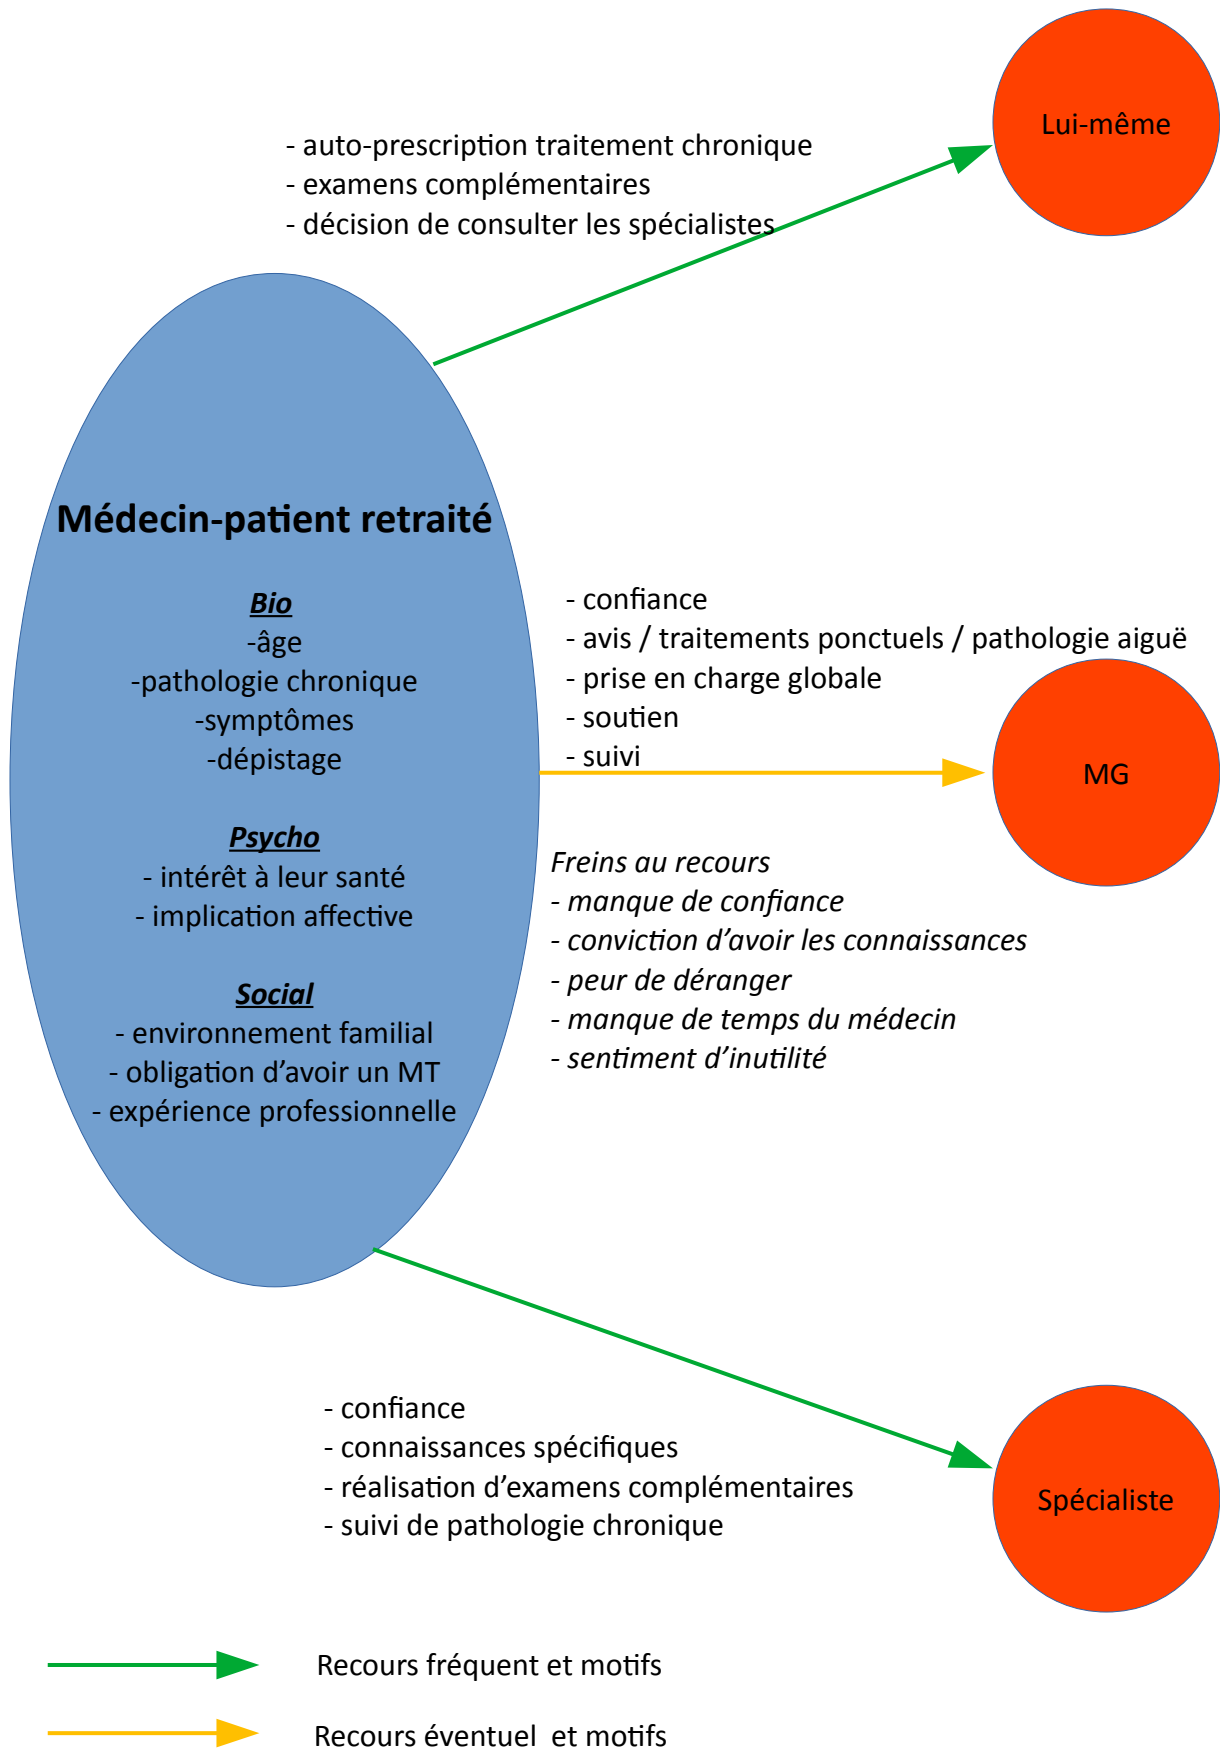 Lui-même
- auto-prescription traitement chronique
- examens complémentaires
- décision de consulter les spécialistes
Médecin-patient retraité
Bio
-âge
-pathologie chronique
-symptômes
-dépistage
Psycho
- intérêt à leur santé
- implication affective
Social
- environnement familial
- obligation d’avoir un MT
- expérience professionnelle
- confiance
- avis / traitements ponctuels / pathologie aiguë
- prise en charge globale
- soutien
- suivi
MG
Freins au recours
- manque de confiance
- conviction d’avoir les connaissances
- peur de déranger
- manque de temps du médecin
- sentiment d’inutilité
- confiance
- connaissances spécifiques
- réalisation d’examens complémentaires
- suivi de pathologie chronique
Spécialiste
Recours fréquent et motifs
Recours éventuel et motifs